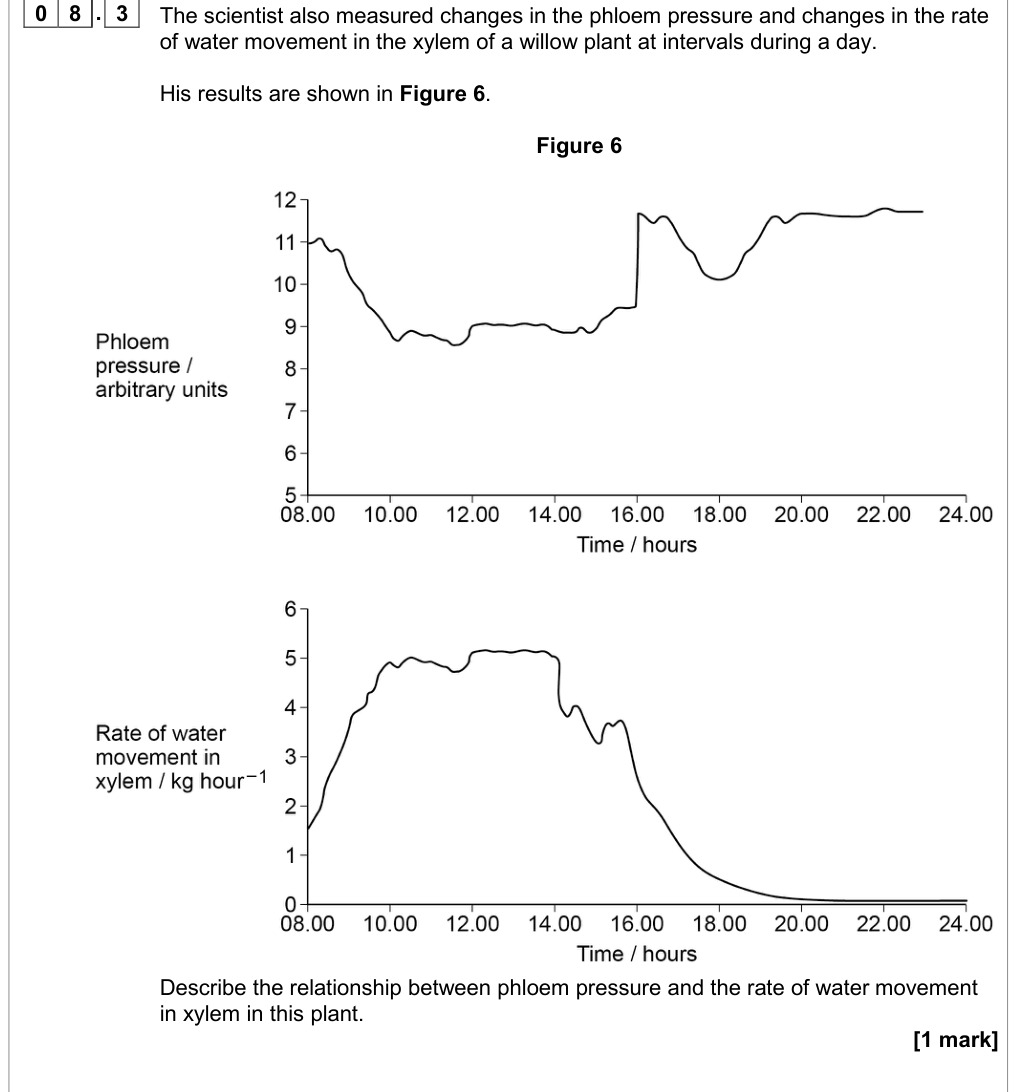 0 8 . 3 The scientist also measured changes in the phloem pressure and changes in the rate
of water movement in the xylem of a willow plant at intervals during a day.
His results are shown in Figure 6.
Figure 6
12
11
10
9
8
7
6
5
Phloem
pressure /
arbitrary units
08.00 10.00 12.00 14.00 16.00 18.00 20.00 22.00 24.00
Time / hours
6
5
4
3
2
1
0
Rate of water
movement in
xylem / kg hour⁻¹
08.00 10.00 12.00 14.00 16.00 18.00 20.00 22.00 24.00
Time / hours
Describe the relationship between phloem pressure and the rate of water movement
in xylem in this plant.
[1 mark]